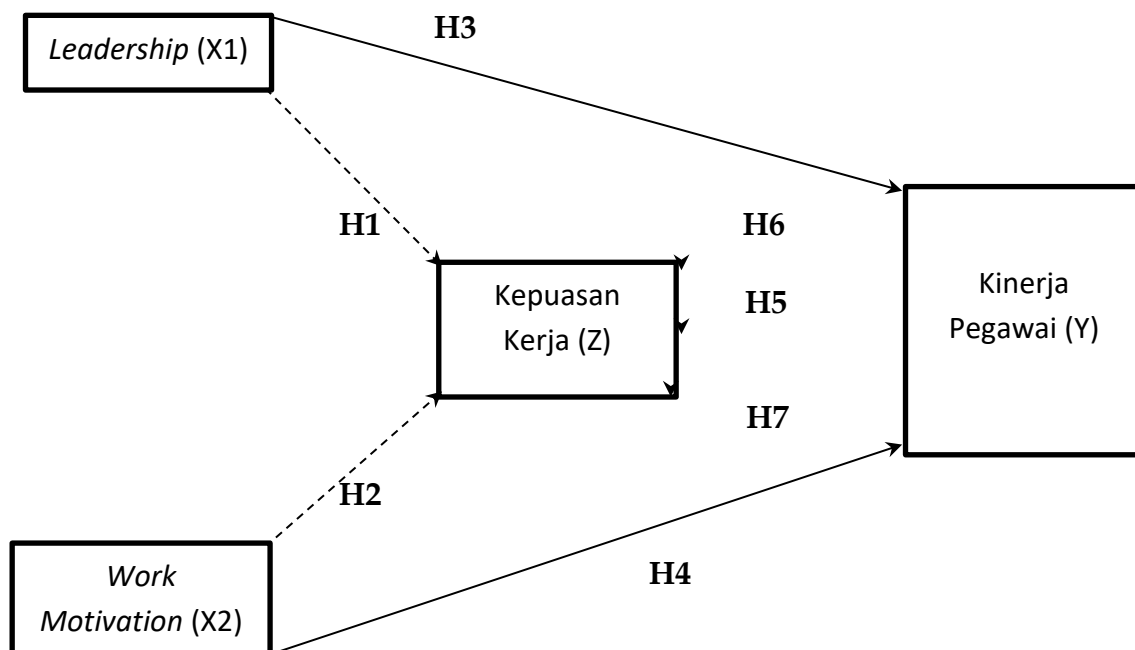 H3
Leadership (X1)
H1
H6
Kepuasan
Kerja (Z)
H5
Kinerja
Pegawai (Y)
H7
H2
H4
Work
Motivation (X2)